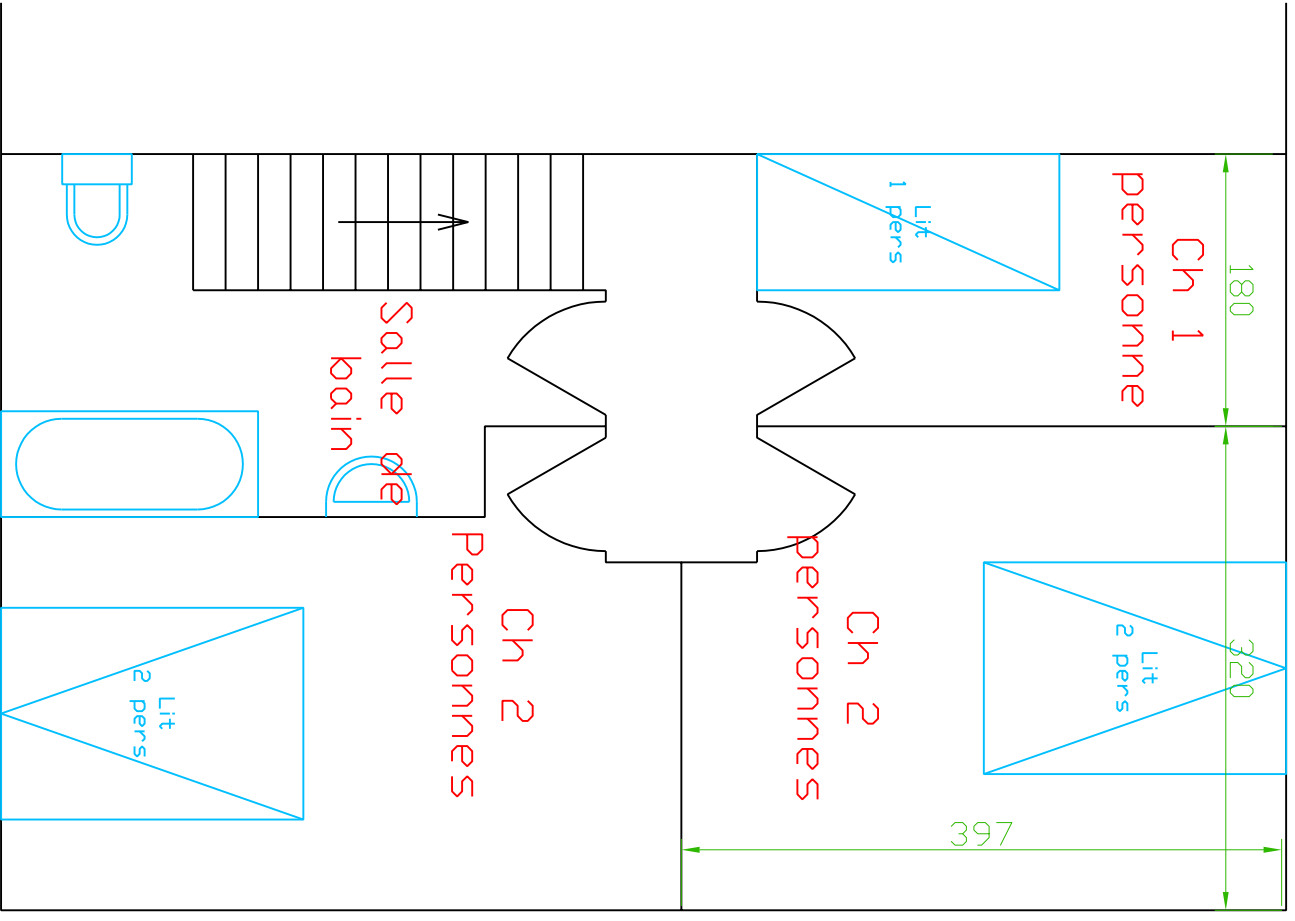 Ch 1
personne
Lit
1 pers
180
Salle de
bain
Ch 2
Personnes
Lit
2 pers
Ch 2
personnes
Lit
2 pers
320
397